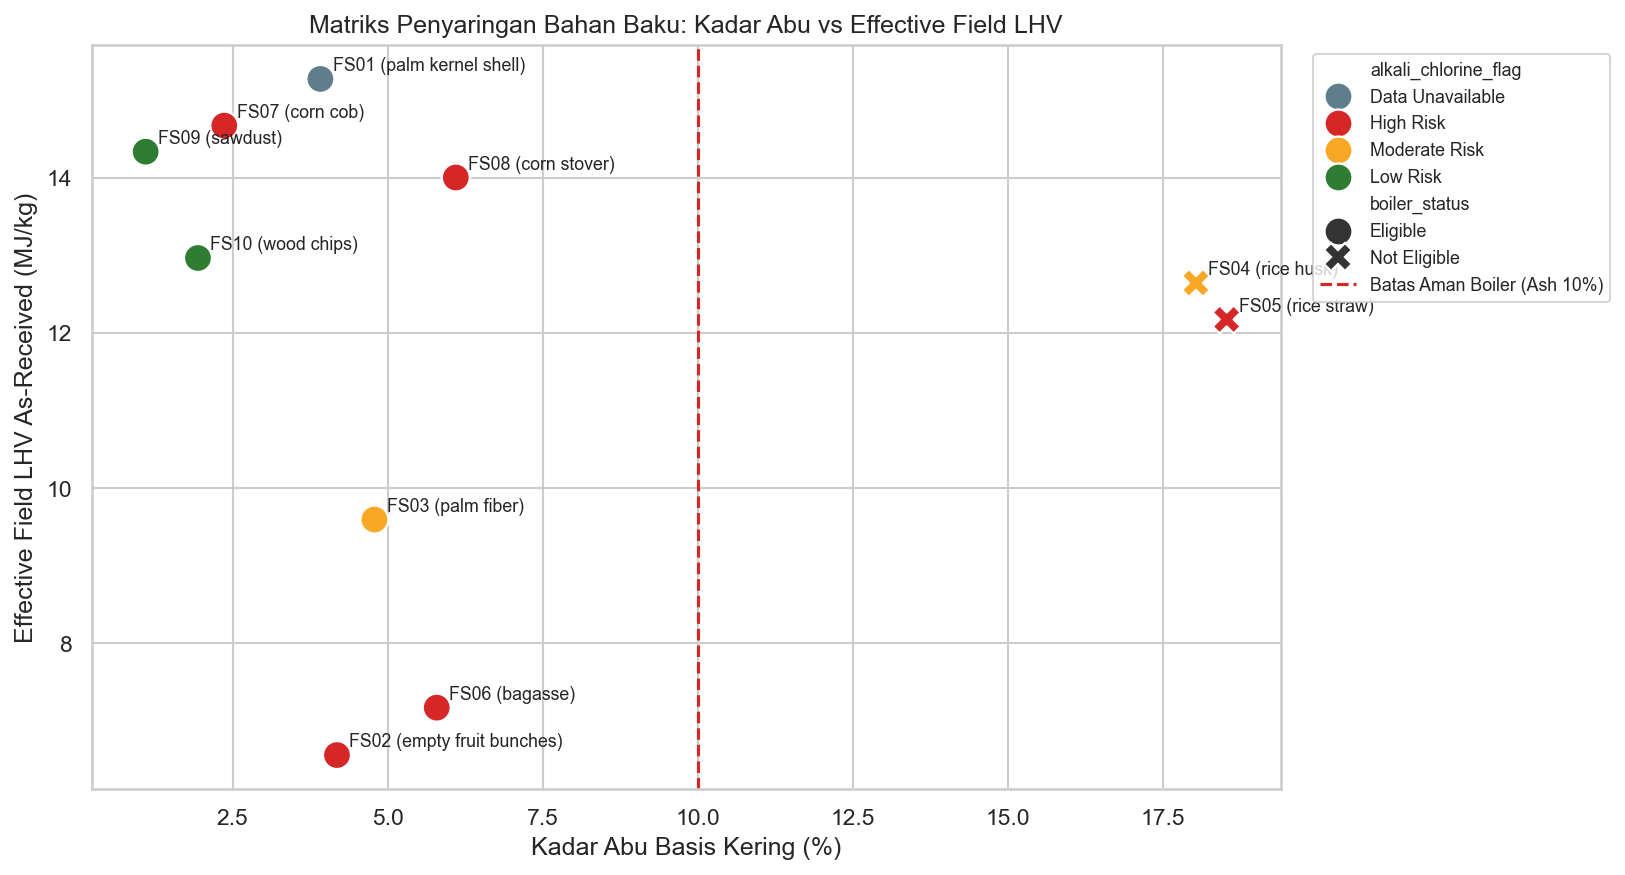 Matriks Penyaringan Bahan Baku: Kadar Abu vs Effective Field LHV
Effective Field LHV As-Received (MJ/kg)
14
12
10
8
FS01 (palm kernel shell)
FS07 (corn cob)
FS09 (sawdust)
FS08 (corn stover)
FS10 (wood chips)
FS04 (rice husk)
FS05 (rice straw)
FS03 (palm fiber)
FS06 (bagasse)
FS02 (empty fruit bunches)
2.5 5.0 7.5 10.0 12.5 15.0 17.5
Kadar Abu Basis Kering (%)
alkali_chlorine_flag
Data Unavailable
High Risk
Moderate Risk
Low Risk
boiler_status
Eligible
Not Eligible
Batas Aman Boiler (Ash 10%)